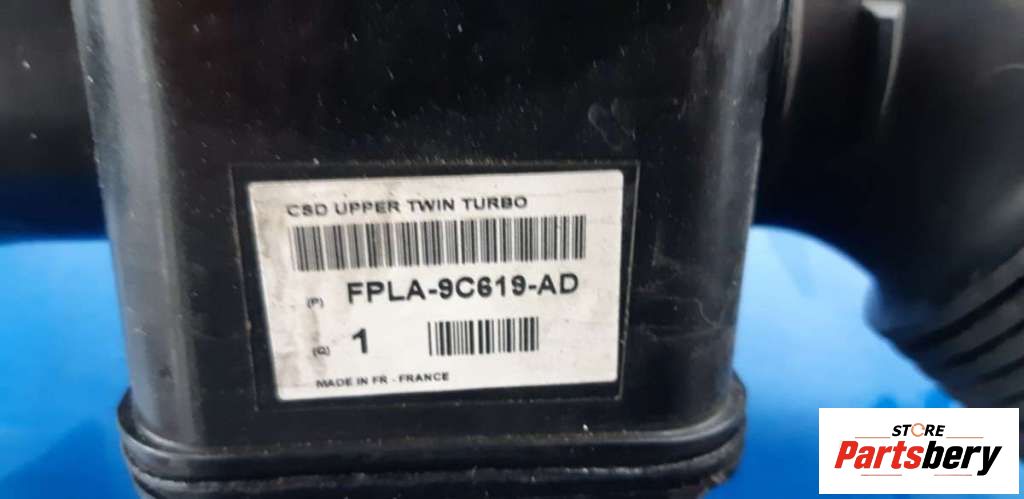 CSD UPPER TWIN TURBO
(P) FPLA-9C619-AD
(Q) 1
MADE IN FR - FRANCE
STORE
Partsbery